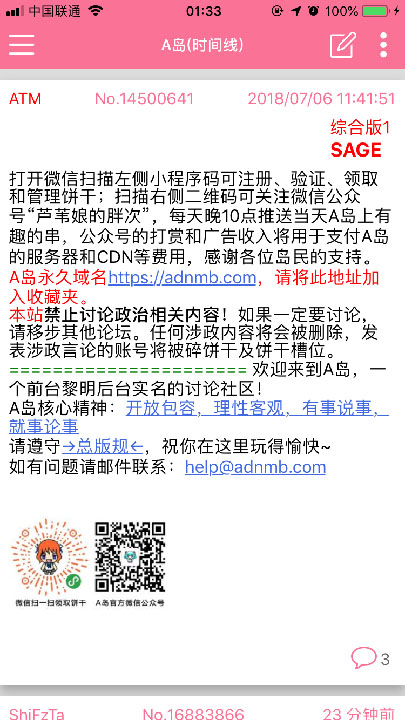 中国联通 01:33 100%
A岛(时间线)
ATM No.14500641 2018/07/06 11:41:51
综合版1
SAGE
打开微信扫描左侧小程序码可注册、验证、领取
和管理饼干；扫描右侧二维码可关注微信公众
号“芦苇娘的胖次”，每天晚10点推送当天A岛上有
趣的串，公众号的打赏和广告收入将用于支付A岛
的服务器和CDN等费用，感谢各位岛民的支持。
A岛永久域名https://adnmb.com，请将此地址加
入收藏夹。
本站禁止讨论政治相关内容！如果一定要讨论，
请移步其他论坛。任何涉政内容将会被删除，发
表涉政言论的账号将被碎饼干及饼干槽位。
====================== 欢迎来到A岛，一
个前台黎明后台实名的讨论社区！
A岛核心精神：开放包容，理性客观，有事说事，
就事论事
请遵守→总版规←，祝你在这里玩得愉快~
如有问题请邮件联系：help@adnmb.com
微信扫一扫领取饼干 A岛官方微信公众号
3
ShiFzTa No.16883866 23 分钟前